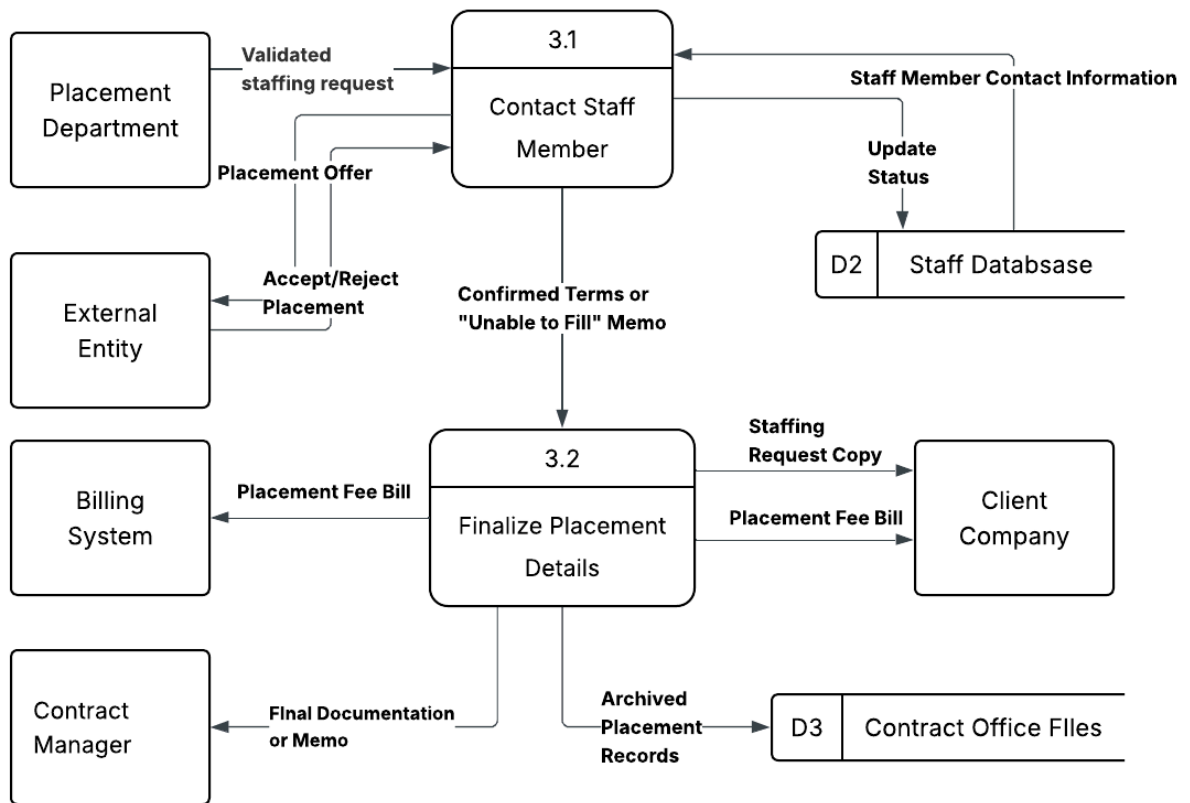 3.1
Contact Staff
Member
Placement
Department
Validated
staffing request
Staff Member Contact Information
Update
Status
Placement Offer
D2
Staff Databsase
External
Entity
Accept/Reject
Placement
Confirmed Terms or
"Unable to Fill" Memo
3.2
Finalize Placement
Details
Billing
System
Placement Fee Bill
Staffing
Request Copy
Placement Fee Bill
Client
Company
Contract
Manager
FInal Documentation
or Memo
Archived
Placement
Records
D3
Contract Office FIles